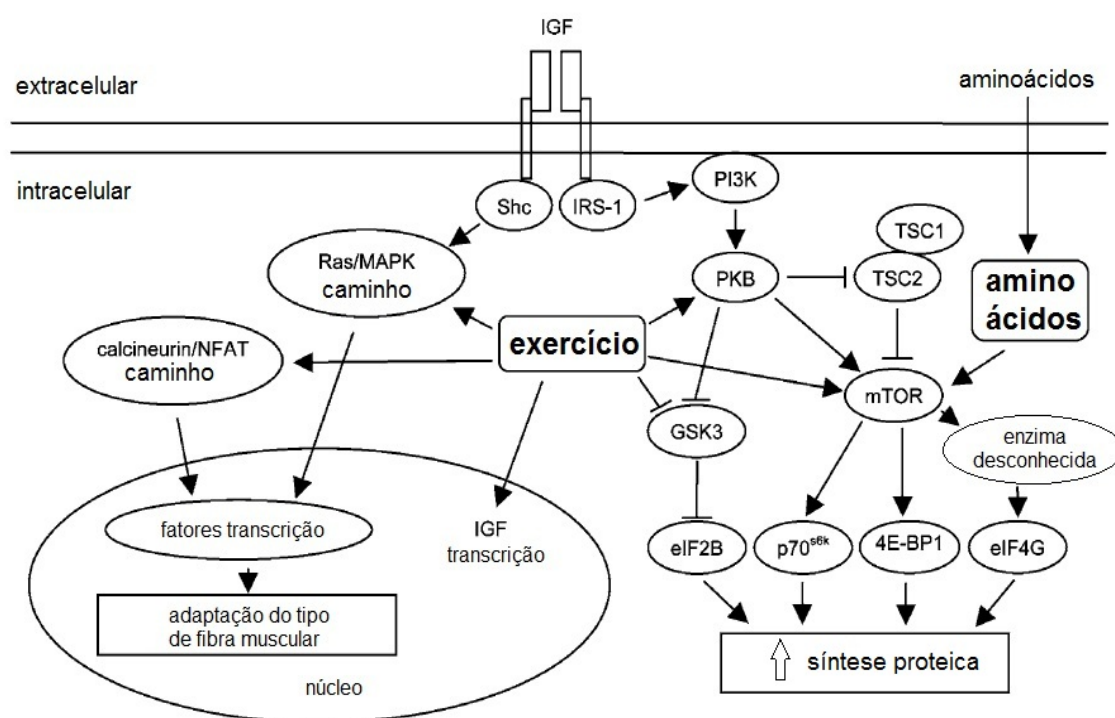 IGF
extracelular
aminoácidos
intracelular
Shc
IRS-1
PI3K
TSC1
Ras/MAPK
caminho
PKB
TSC2
amino
ácidos
exercício
calcineurin/NFAT
caminho
mTOR
GSK3
enzima
desconhecida
fatores transcrição
IGF
transcrição
eIF2B
p70s6k
4E-BP1
eIF4G
adaptação do tipo
de fibra muscular
síntese proteica
núcleo